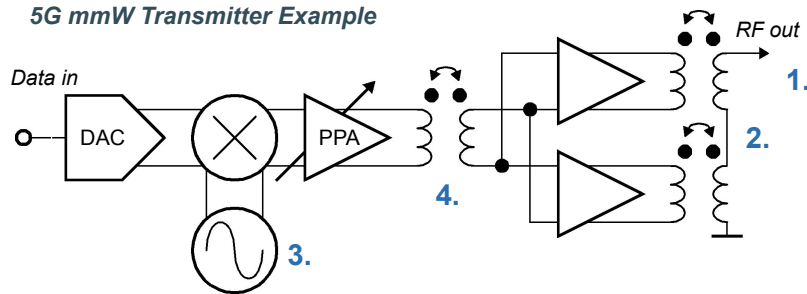 5G mmW Transmitter Example
RF out
Data in
1.
DAC
PPA
2.
4.
3.